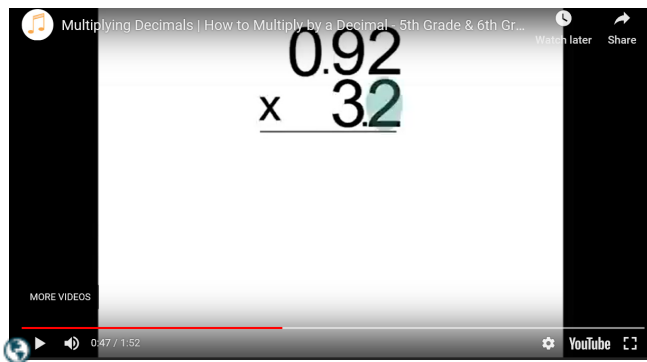 Multiplying Decimals | How to Multiply by a Decimal - 5th Grade & 6th Gr...
Watch later
Share
0.92
x 3.2
MORE VIDEOS
0:47 / 1:52
YouTube